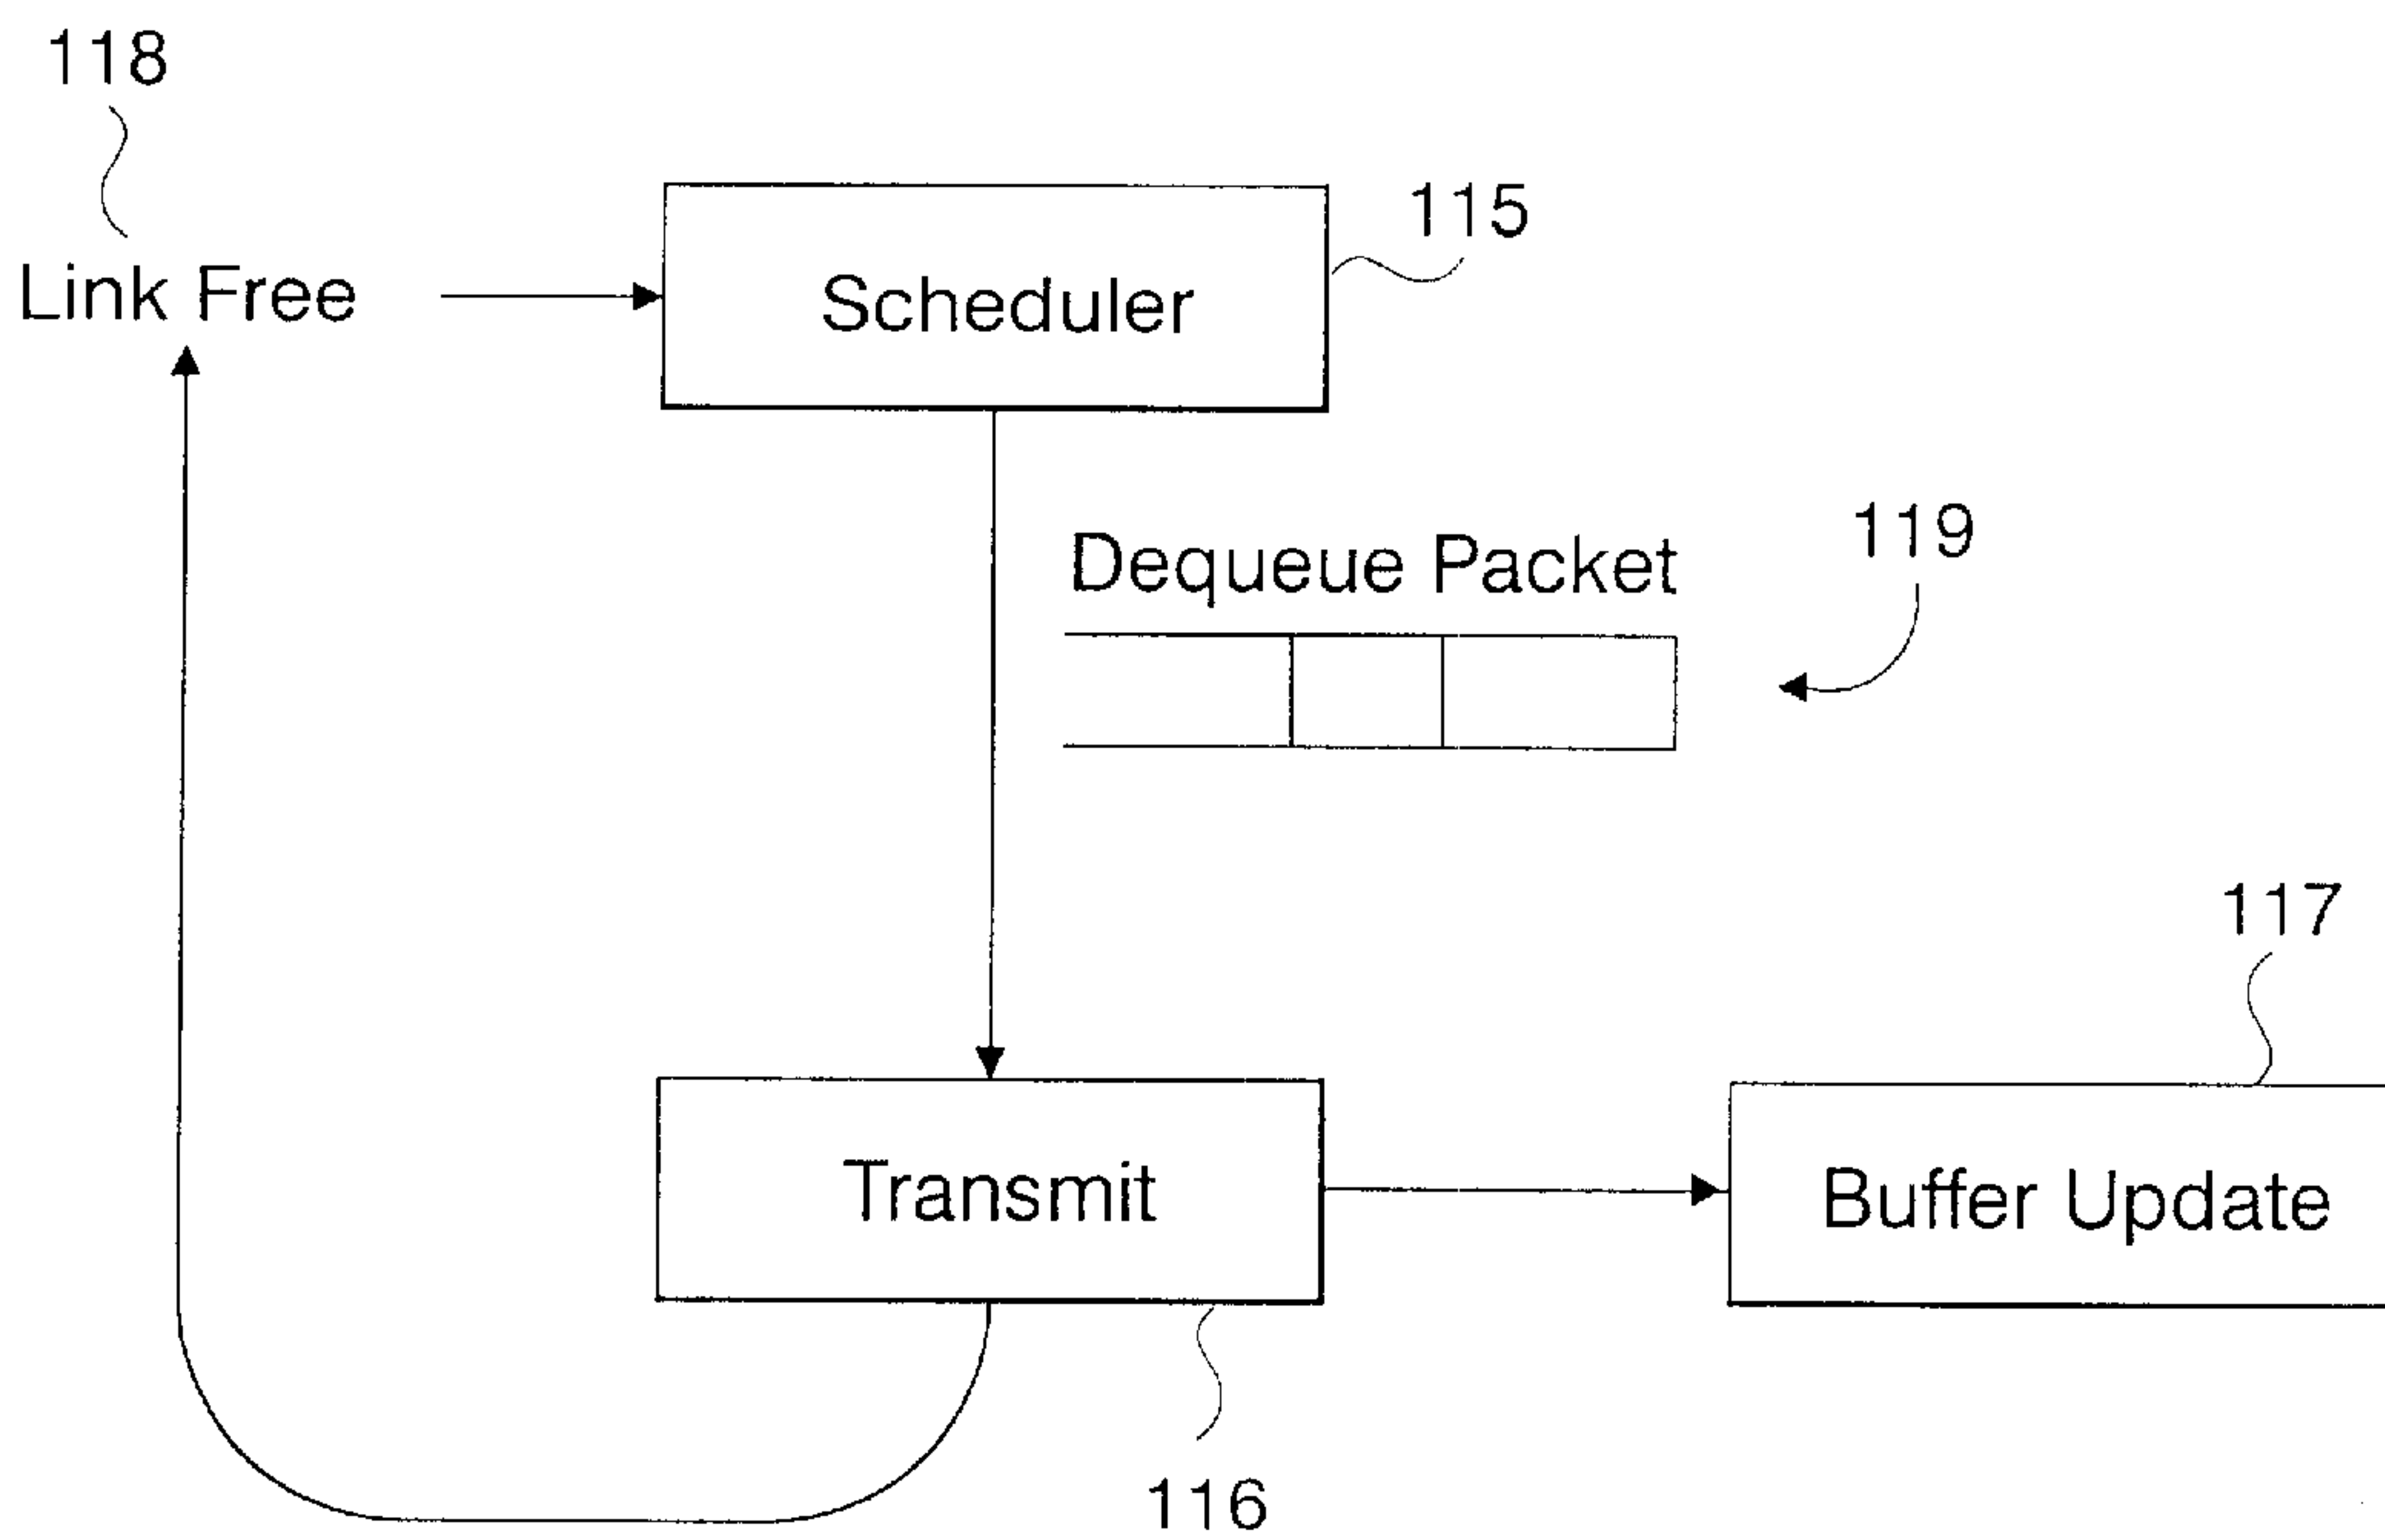 118
Link Free
Scheduler
115
Dequeue Packet
119
117
Transmit
Buffer Update
116